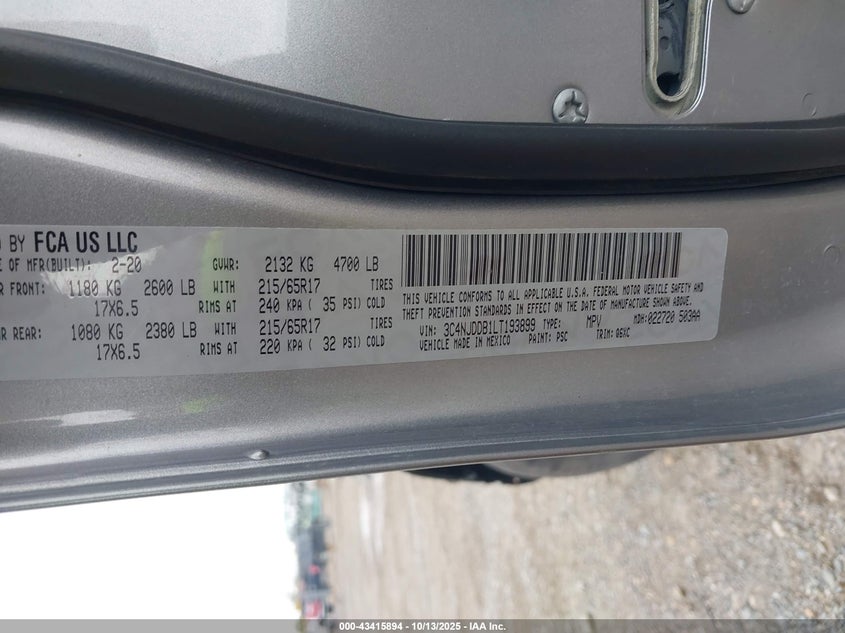 D BY FCA US LLC
E OF MFR(BUILT): 2-20 GVWR: 2132 KG 4700 LB
R FRONT: 1180 KG 2600 LB WITH 215/65R17 TIRES
17X6.5 RIMS AT 240 KPA ( 35 PSI) COLD
R REAR: 1080 KG 2380 LB WITH 215/65R17 TIRES
17X6.5 RIMS AT 220 KPA ( 32 PSI) COLD
THIS VEHICLE CONFORMS TO ALL APPLICABLE U.S.A. FEDERAL MOTOR VEHICLE SAFETY AND
THEFT PREVENTION STANDARDS IN EFFECT ON THE DATE OF MANUFACTURE SHOWN ABOVE.
VIN: 3C4NJDDB1LT193899 TYPE: MPV MDH: 022720 503AA
VEHICLE MADE IN MEXICO PAINT: PSC TRIM: Q6XC
000-43415894 - 10/13/2025 - IAA Inc.